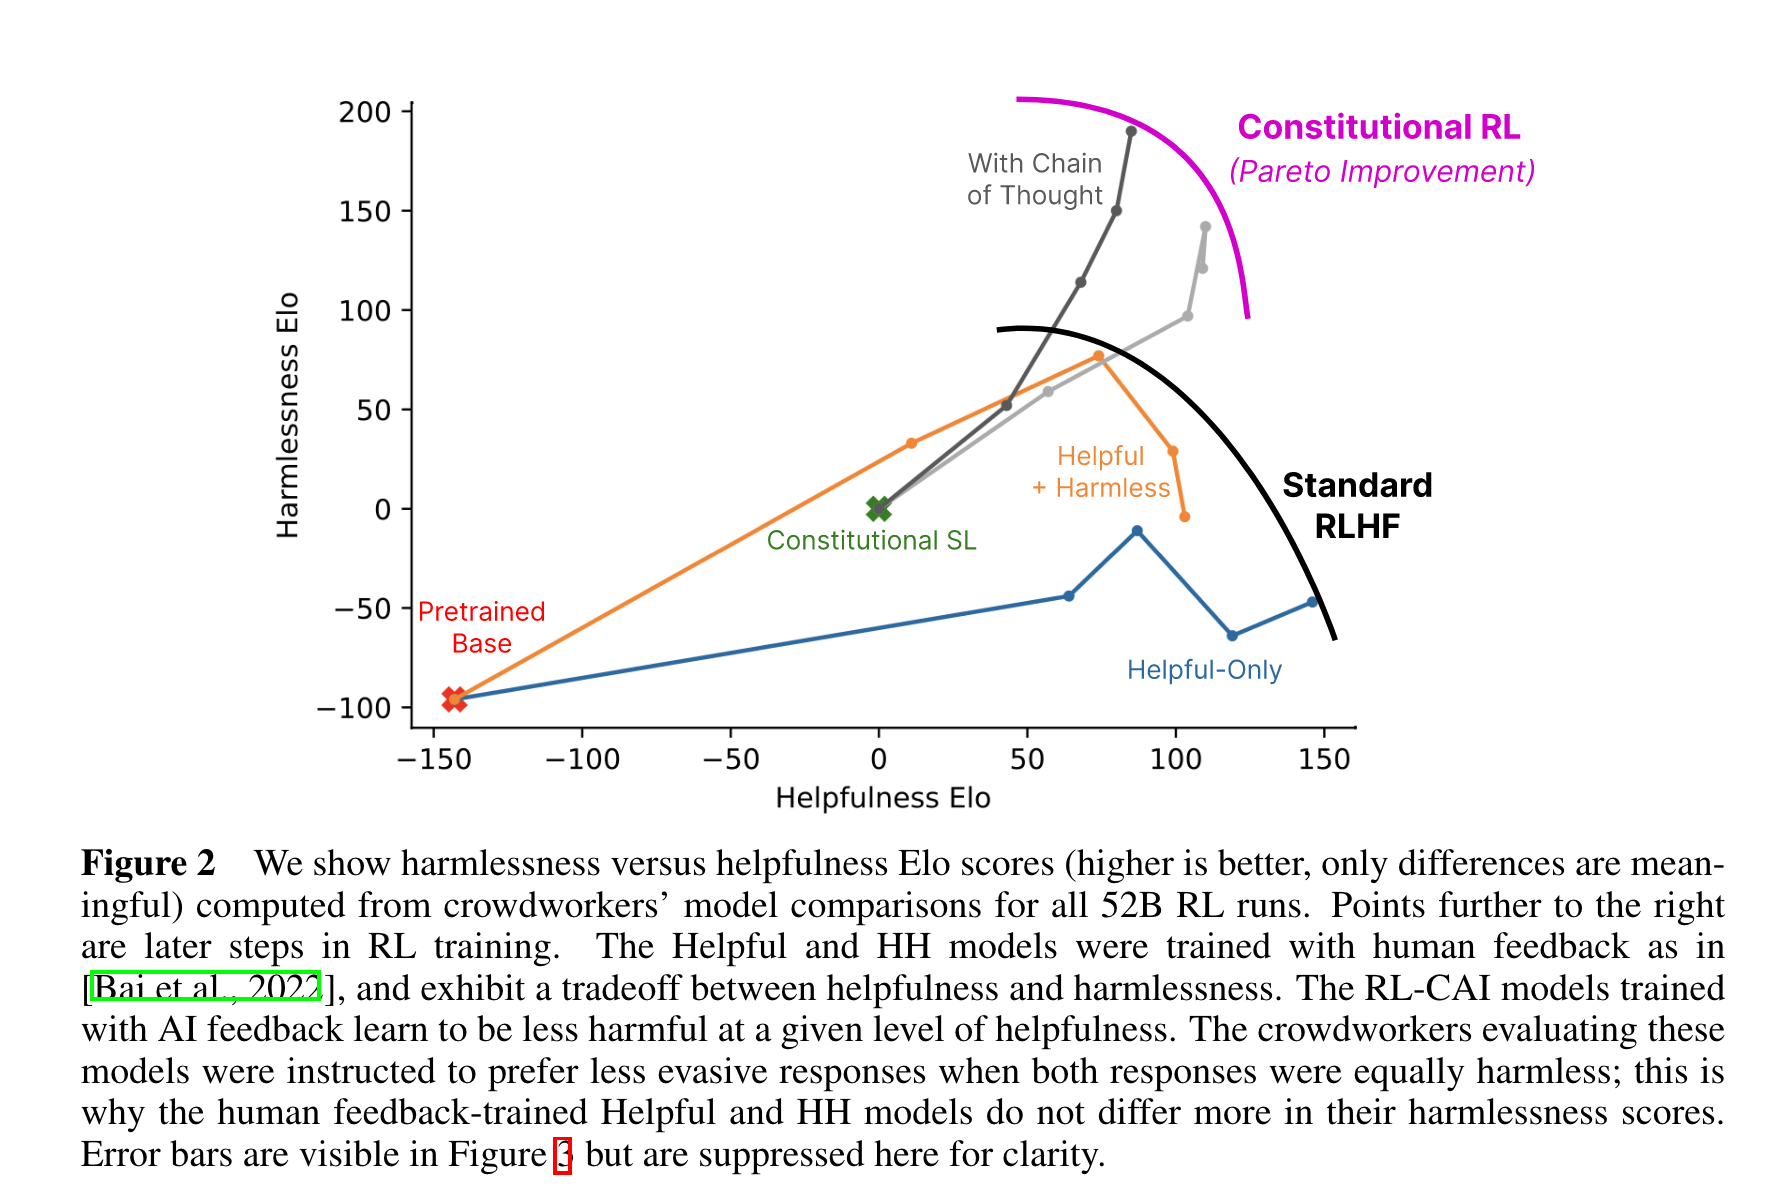 200
150
100
50
0
−50
−100
Harmlessness Elo
−150
−100
−50
0
50
100
150
Helpfulness Elo
With Chain
of Thought
Constitutional RL
(Pareto Improvement)
Helpful
+ Harmless
Standard
RLHF
Constitutional SL
Pretrained
Base
Helpful-Only
Figure 2 We show harmlessness versus helpfulness Elo scores (higher is better, only differences are mean-
ingful) computed from crowdworkers’ model comparisons for all 52B RL runs. Points further to the right
are later steps in RL training. The Helpful and HH models were trained with human feedback as in
[Bai et al., 2022], and exhibit a tradeoff between helpfulness and harmlessness. The RL-CAI models trained
with AI feedback learn to be less harmful at a given level of helpfulness. The crowdworkers evaluating these
models were instructed to prefer less evasive responses when both responses were equally harmless; this is
why the human feedback-trained Helpful and HH models do not differ more in their harmlessness scores.
Error bars are visible in Figure 3 but are suppressed here for clarity.